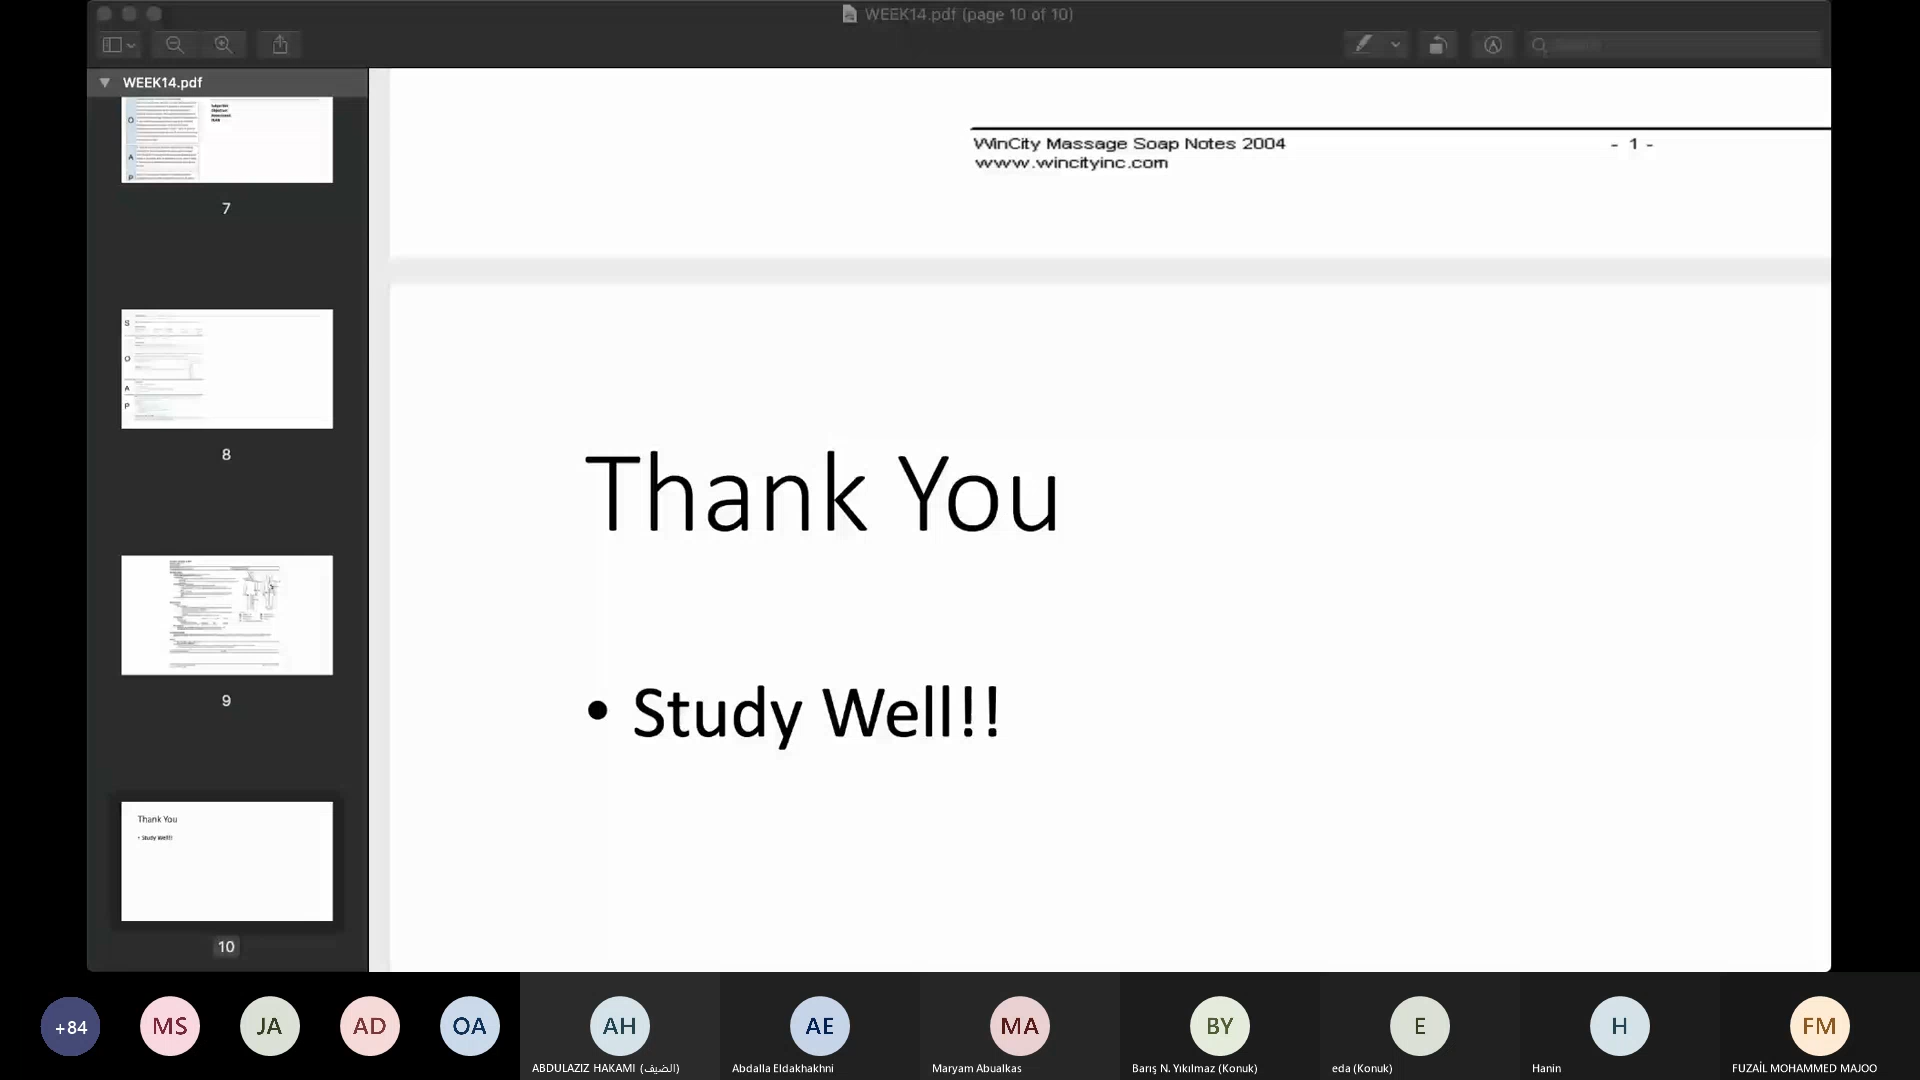 WEEK14.pdf (page 10 of 10)
WEEK14.pdf
O
A
P
7
S
O
A
P
8
9
Thank You
• Study Well!!
10
WinCity Massage Soap Notes 2004 - 1 -
www.wincityinc.com
Thank You
• Study Well!!
+84
MS
JA
AD
OA
AH
AE
MA
BY
E
H
FM
ABDULAZIZ HAKAMI (الضيف)
Abdalla Eldakhakhni
Maryam Abualkas
Barış N. Yıkılmaz (Konuk)
eda (Konuk)
Hanin
FUZAİL MOHAMMED MAJOO